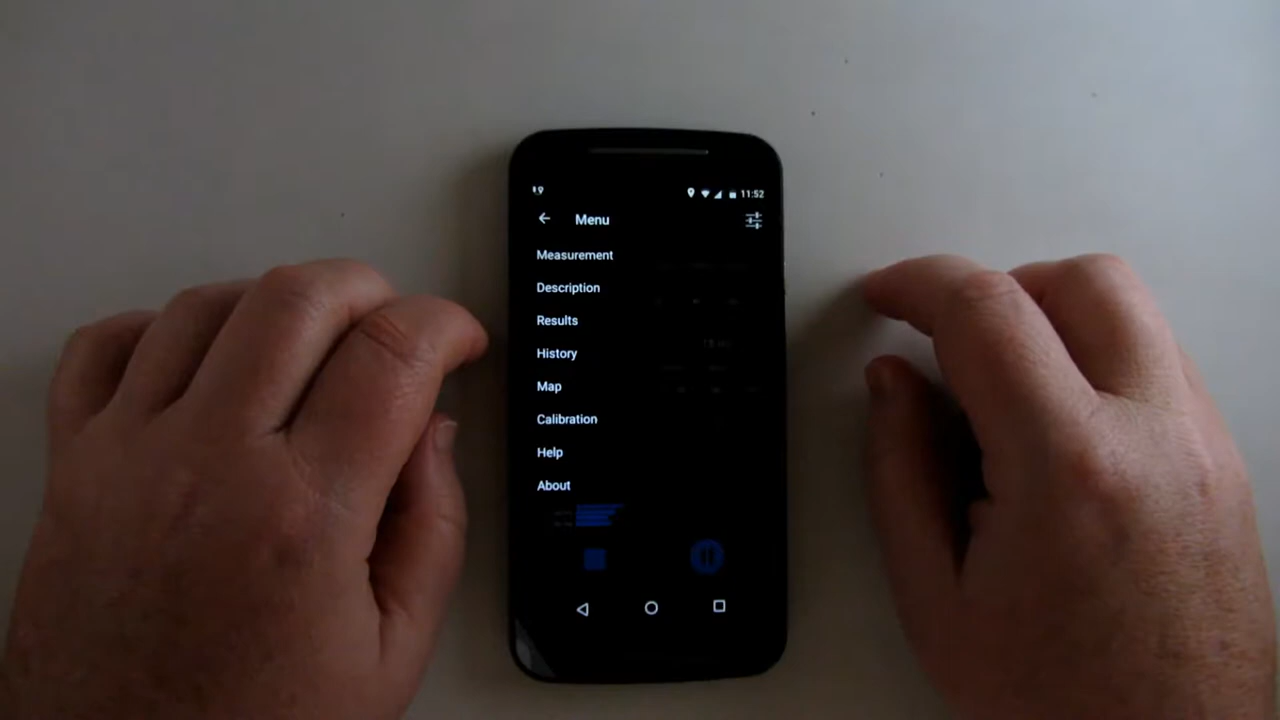 11:52
Menu
Measurement
Description
Results
History
Map
Calibration
Help
About